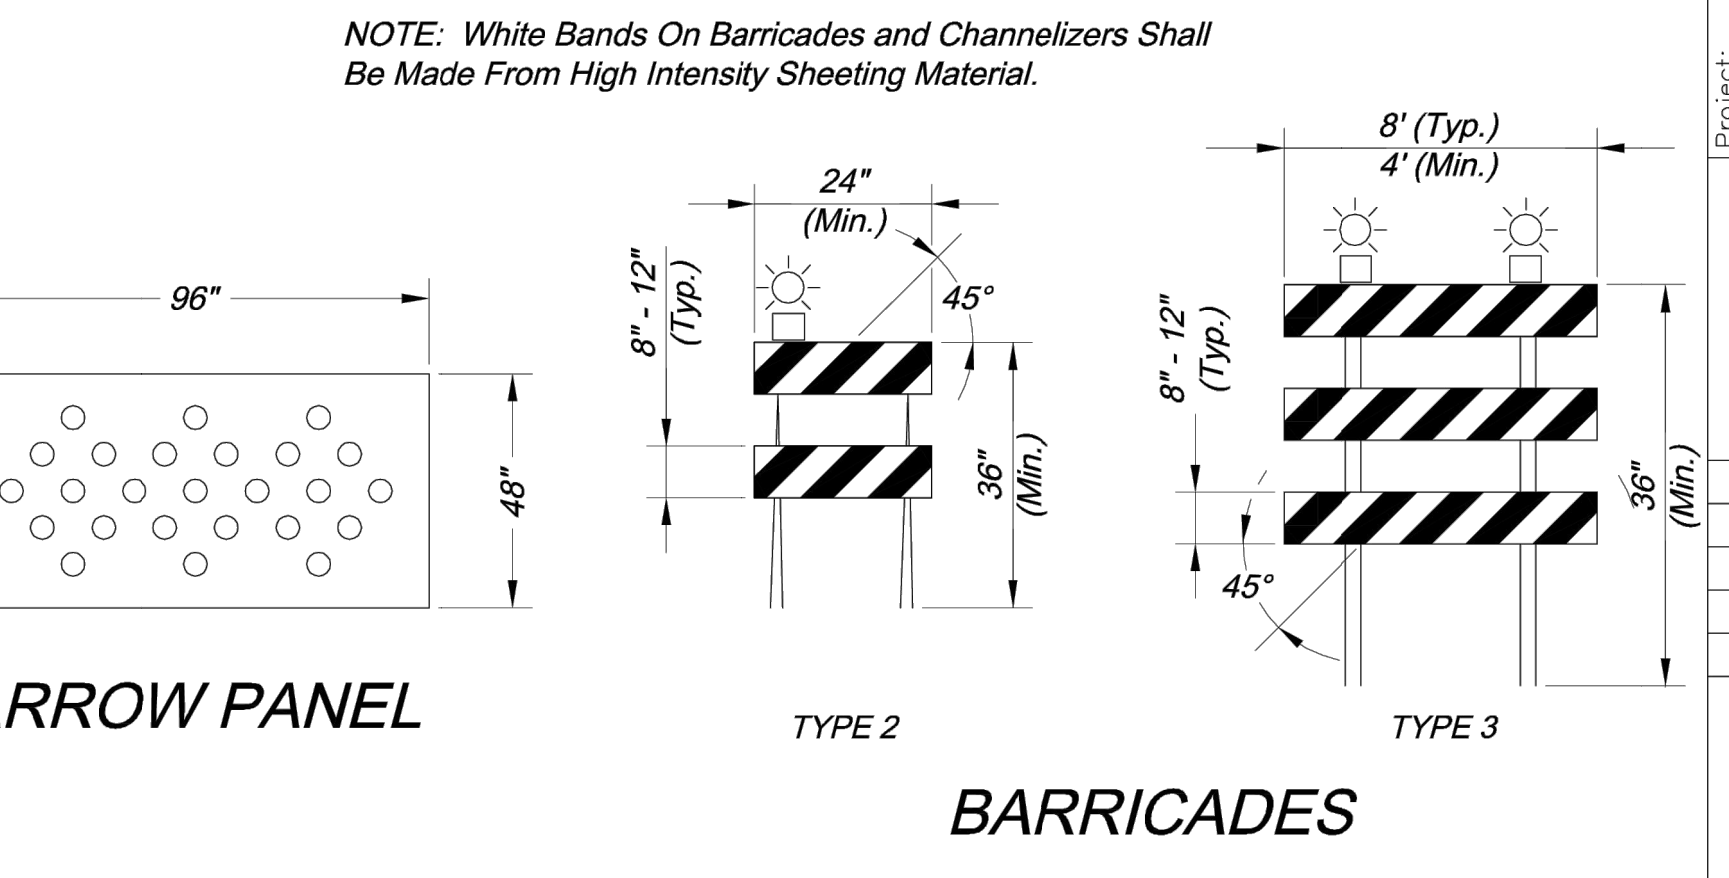 NOTE: White Bands On Barricades and Channelizers Shall
Be Made From High Intensity Sheeting Material.
Project:
96"
48"
RROW PANEL
24"
(Min.)
8" - 12"
(Typ.)
45°
36"
(Min.)
TYPE 2
8' (Typ.)
4' (Min.)
8" - 12"
(Typ.)
45°
36"
(Min.)
TYPE 3
BARRICADES